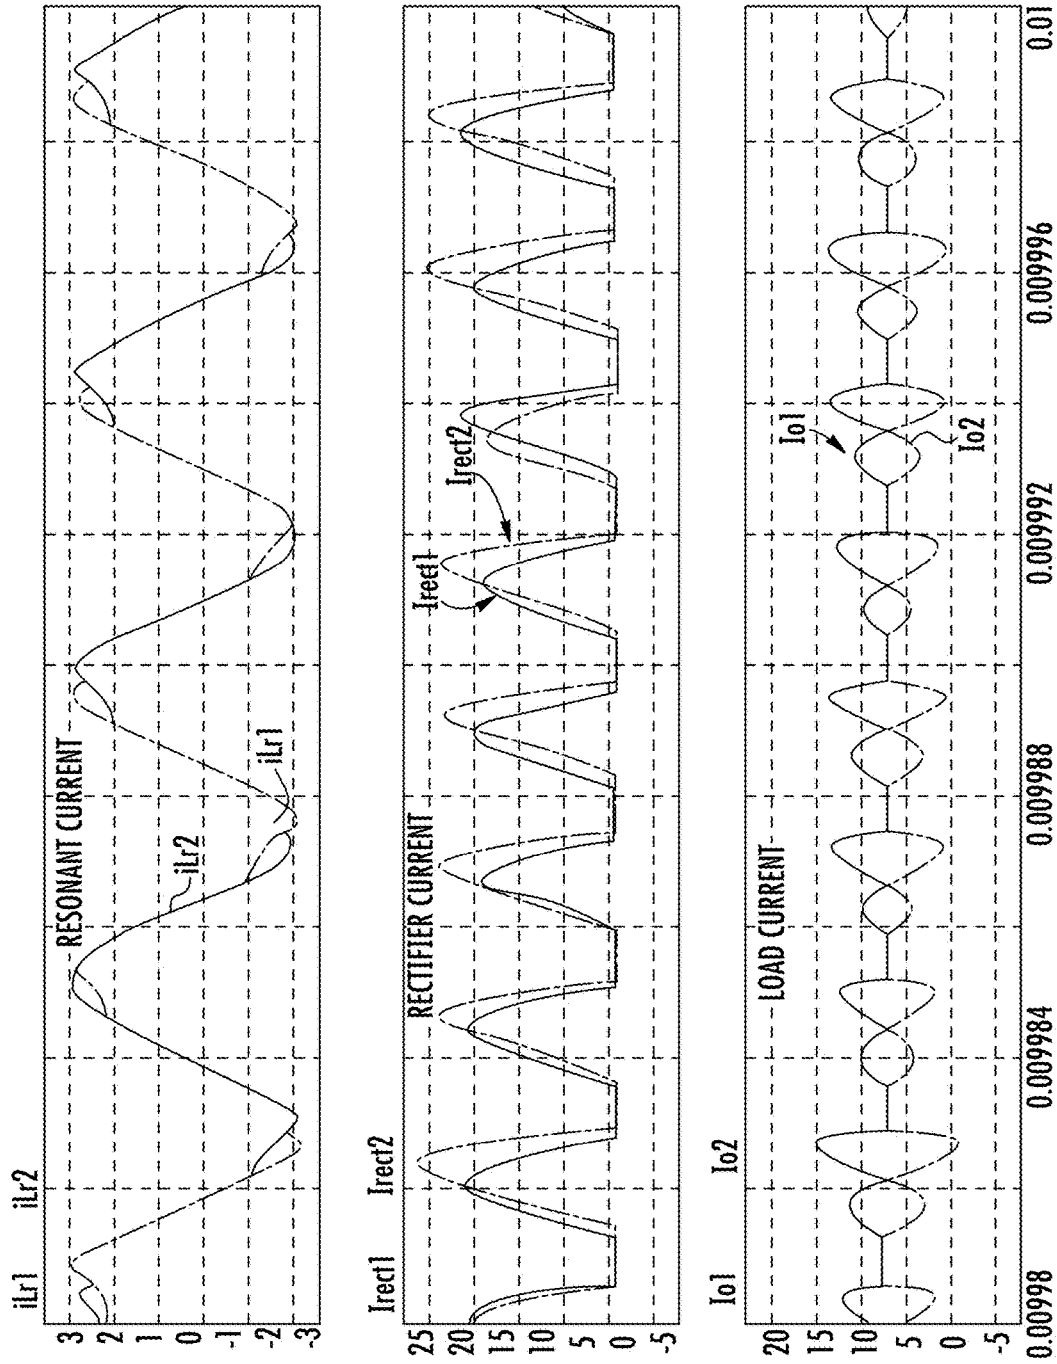 iLr1 iLr2
RESONANT CURRENT
iLr2
iLr1
3
2
1
0
-1
-2
-3
Irect1 Irect2
RECTIFIER CURRENT
Irect1
Irect2
25
20
15
10
5
0
-5
Io1 Io2
LOAD CURRENT
Io1
Io2
20
15
10
5
0
-5
0.00998 0.009984 0.009988 0.009992 0.009996 0.01